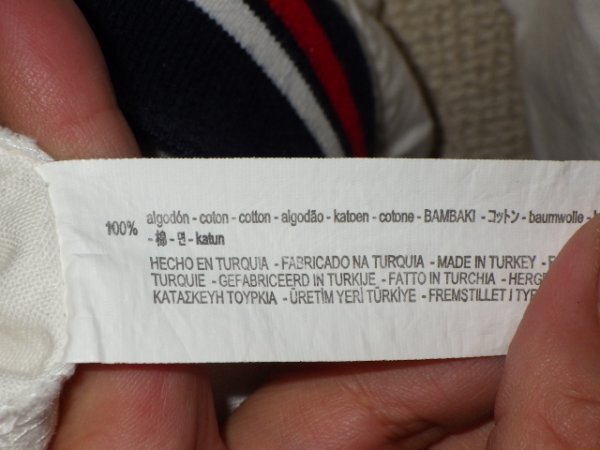 100% algodón - coton - cotton - algodão - katoen - cotone - BAMBAKI - コットン - baumwolle -
- 棉 - 면 - katun
HECHO EN TURQUIA - FABRICADO NA TURQUIA - MADE IN TURKEY -
TURQUIE - GEFABRICEERD IN TURKIJE - FATTO IN TURCHIA -
ΚΑΤΑΣΚΕΥΗ ΤΟΥΡΚΙΑ - ÜRETİM YERİ TÜRKİYE - FREMSTILLET I